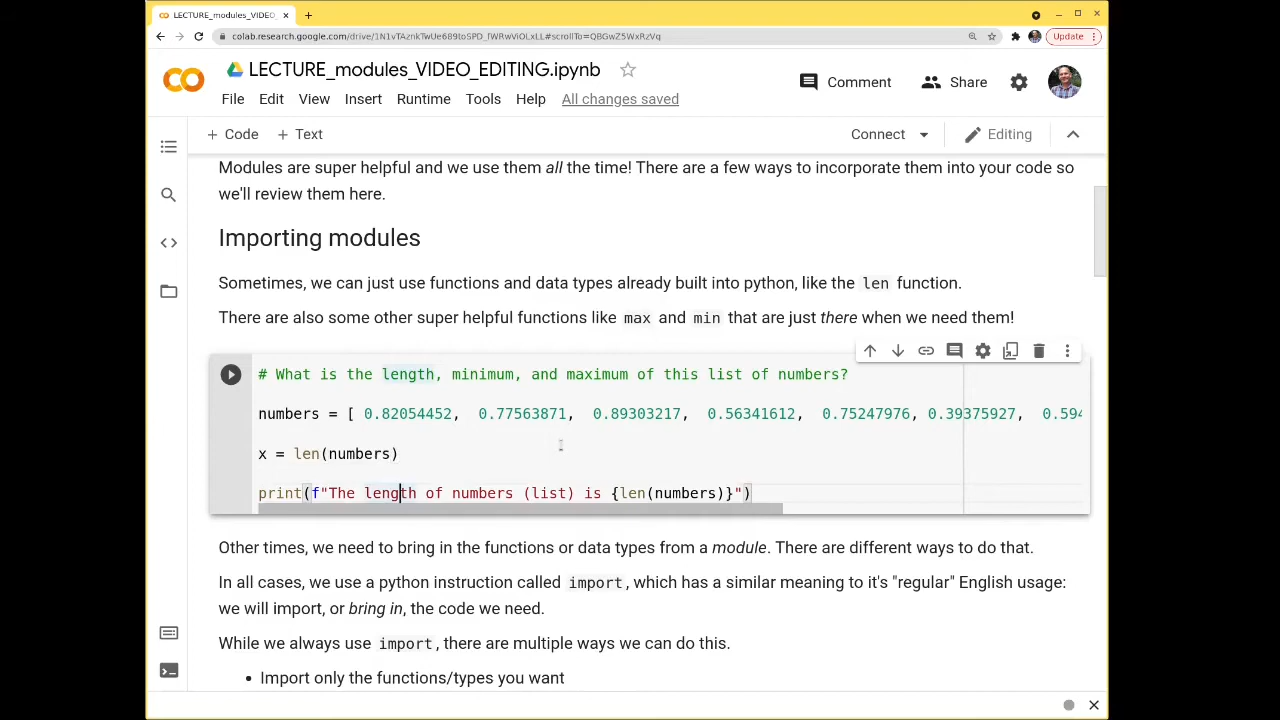 LECTURE_modules_VIDEO_
colab.research.google.com/drive/
LECTURE_modules_VIDEO_EDITING.ipynb
Comment
Share
Update
File Edit View Insert Runtime Tools Help All changes saved
+ Code + Text
Connect
Editing
Modules are super helpful and we use them all the time! There are a few ways to incorporate them into your code so
we'll review them here.
Importing modules
Sometimes, we can just use functions and data types already built into python, like the len function.
There are also some other super helpful functions like max and min that are just there when we need them!
# What is the length, minimum, and maximum of this list of numbers?
numbers = [ 0.82054452, 0.77563871, 0.89303217, 0.56341612, 0.75247976, 0.39375927, 0.594
x = len(numbers)
print(f"The length of numbers (list) is {len(numbers)}")
Other times, we need to bring in the functions or data types from a module. There are different ways to do that.
In all cases, we use a python instruction called import, which has a similar meaning to it's "regular" English usage:
we will import, or bring in, the code we need.
While we always use import, there are multiple ways we can do this.
• Import only the functions/types you want